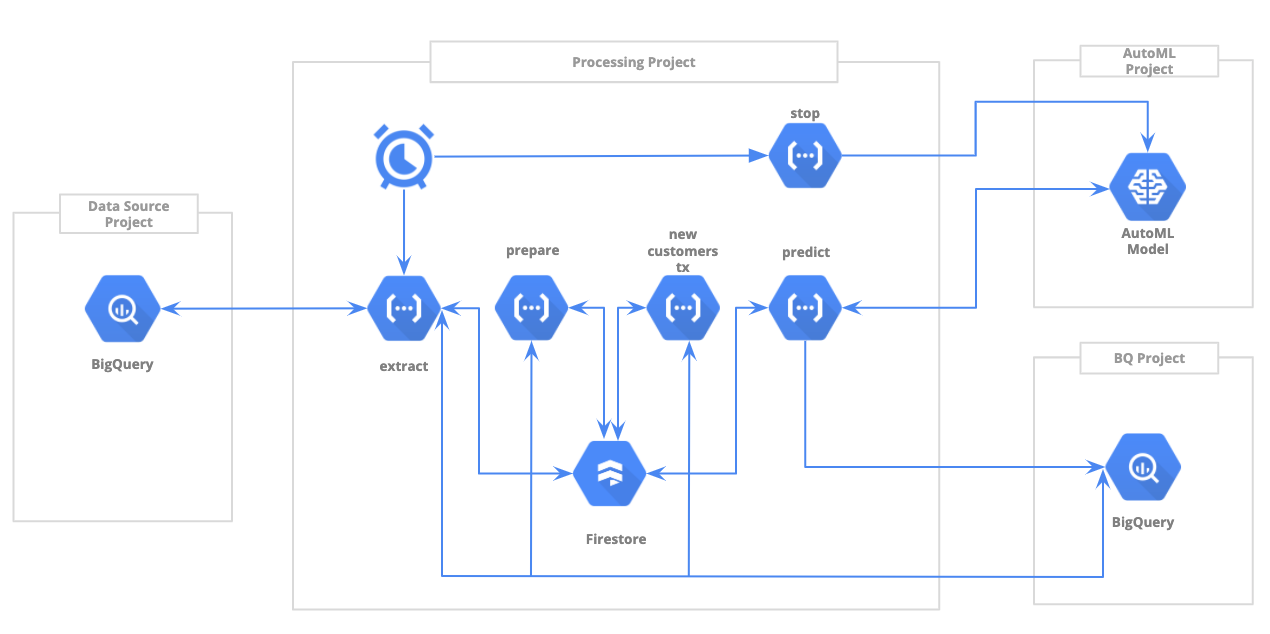 Processing Project
AutoML
Project
stop
Data Source
Project
new
customers
tx
prepare
predict
AutoML
Model
BigQuery
extract
BQ Project
BigQuery
Firestore